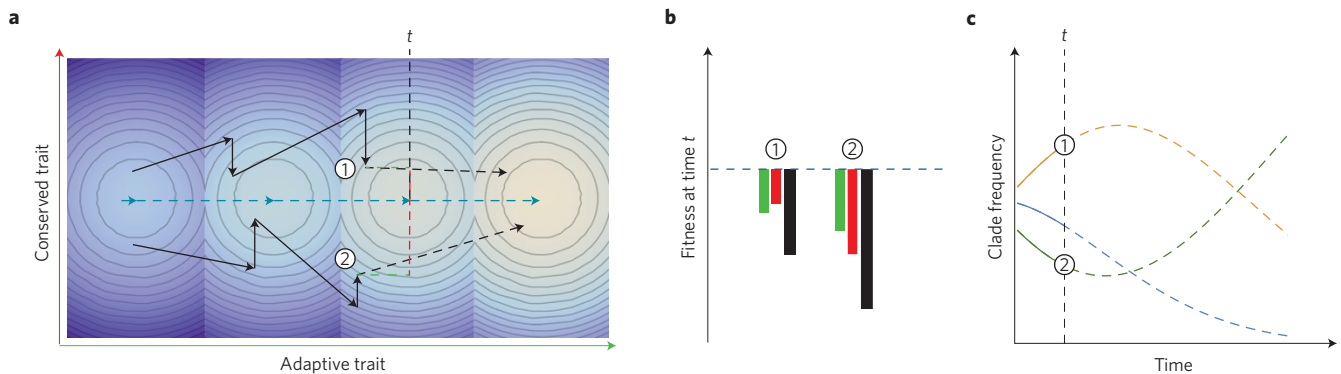 a
t
Conserved trait
1
2
Adaptive trait
b
Fitness at time t
1
2
c
t
Clade frequency
1
2
Time